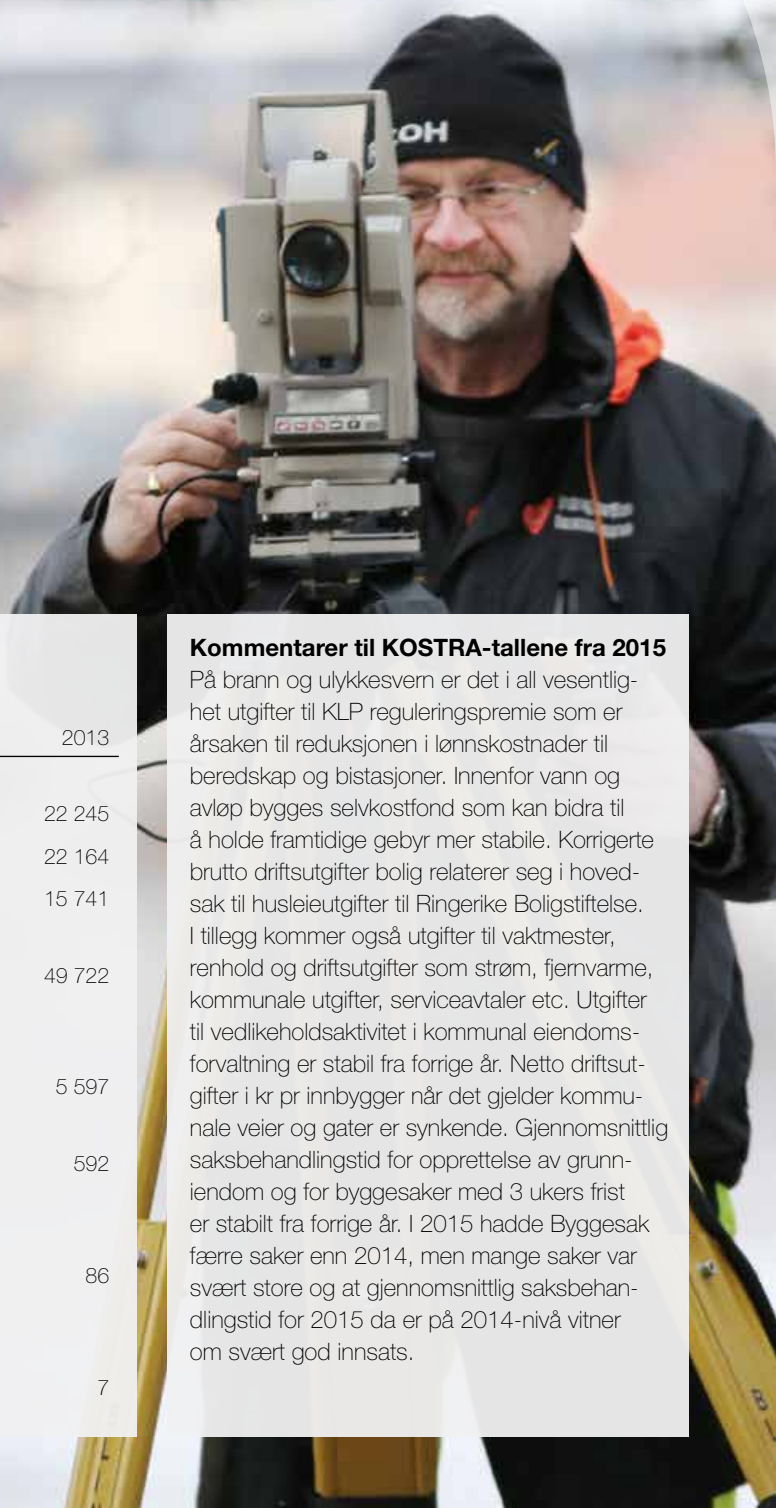 OH
2013
22 245
22 164
15 741
49 722
5 597
592
86
7
Kommentarer til KOSTRA-tallene fra 2015
På brann og ulykkesvern er det i all vesentlig-
het utgifter til KLP reguleringspremie som er
årsaken til reduksjonen i lønnskostnader til
beredskap og bistasjoner. Innenfor vann og
avløp bygges selvkostfond som kan bidra til
å holde framtidige gebyr mer stabile. Korrigerte
brutto driftsutgifter bolig relaterer seg i hoved-
sak til husleieutgifter til Ringerike Boligstiftelse.
I tillegg kommer også utgifter til vaktmester,
renhold og driftsutgifter som strøm, fjernvarme,
kommunale utgifter, serviceavtaler etc. Utgifter
til vedlikeholdsaktivitet i kommunal eiendoms-
forvaltning er stabil fra forrige år. Netto driftsut-
gifter i kr pr innbygger når det gjelder kommu-
nale veier og gater er synkende. Gjennomsnittlig
saksbehandlingstid for opprettelse av grunn-
iendom og for byggesaker med 3 ukers frist
er stabilt fra forrige år. I 2015 hadde Byggesak
færre saker enn 2014, men mange saker var
svært store og at gjennomsnittlig saksbehan-
dlingstid for 2015 da er på 2014-nivå vitner
om svært god innsats.